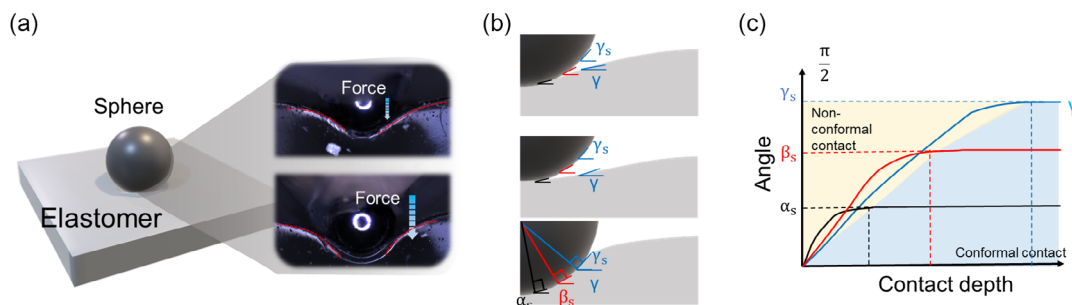 (a)
Sphere
Elastomer
Force
Force
(b)
γs
γ
γs
γ
γs
γ
βs
αs
(c)
π
2
γs
Non-
conformal
contact
βs
Angle
αs
Conformal contact
Contact depth